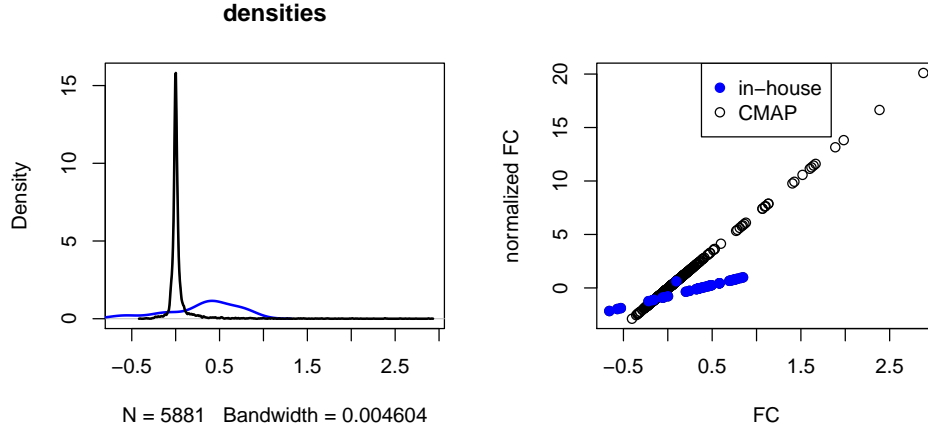 densities
Density
0
5
10
15
−0.5
0.5
1.5
2.5
N = 5881 Bandwidth = 0.004604
normalized FC
0
5
10
15
20
in−house
CMAP
−0.5
0.5
1.5
2.5
FC